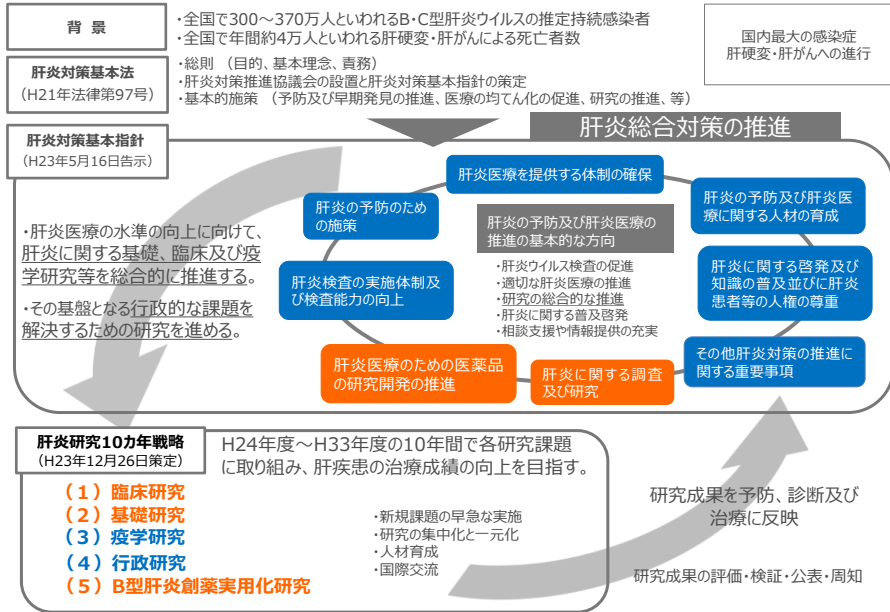 背 景
・全国で300～370万人といわれるB・C型肝炎ウイルスの推定持続感染者
・全国で年間約4万人といわれる肝硬変・肝がんによる死亡者数
国内最大の感染症
肝硬変・肝がんへの進行
肝炎対策基本法
（H21年法律第97号）
・総則 （目的、基本理念、責務）
・肝炎対策推進協議会の設置と肝炎対策基本指針の策定
・基本的施策 （予防及び早期発見の推進、医療の均てん化の促進、研究の推進、等）
肝炎総合対策の推進
肝炎対策基本指針
（H23年5月16日告示）
・肝炎医療の水準の向上に向けて、
肝炎に関する基礎、臨床及び疫
学研究等を総合的に推進する。
・その基盤となる行政的な課題を
解決するための研究を進める。
肝炎医療を提供する体制の確保
肝炎の予防のため
の施策
肝炎の予防及び肝炎医
療に関する人材の育成
肝炎の予防及び肝炎医療の
推進の基本的な方向
・肝炎ウイルス検査の促進
・適切な肝炎医療の推進
・研究の総合的な推進
・肝炎に関する普及啓発
・相談支援や情報提供の充実
肝炎検査の実施体制及
び検査能力の向上
肝炎に関する啓発及び
知識の普及並びに肝炎
患者等の人権の尊重
肝炎医療のための医薬品
の研究開発の推進
肝炎に関する調査
及び研究
その他肝炎対策の推進に
関する重要事項
肝炎研究10カ年戦略
（H23年12月26日策定）
H24年度～H33年度の10年間で各研究課題
に取り組み、肝疾患の治療成績の向上を目指す。
（1）臨床研究
（2）基礎研究
（3）疫学研究
（4）行政研究
（5）B型肝炎創薬実用化研究
・新規課題の早急な実施
・研究の集中化と一元化
・人材育成
・国際交流
研究成果を予防、診断及び
治療に反映
研究成果の評価・検証・公表・周知